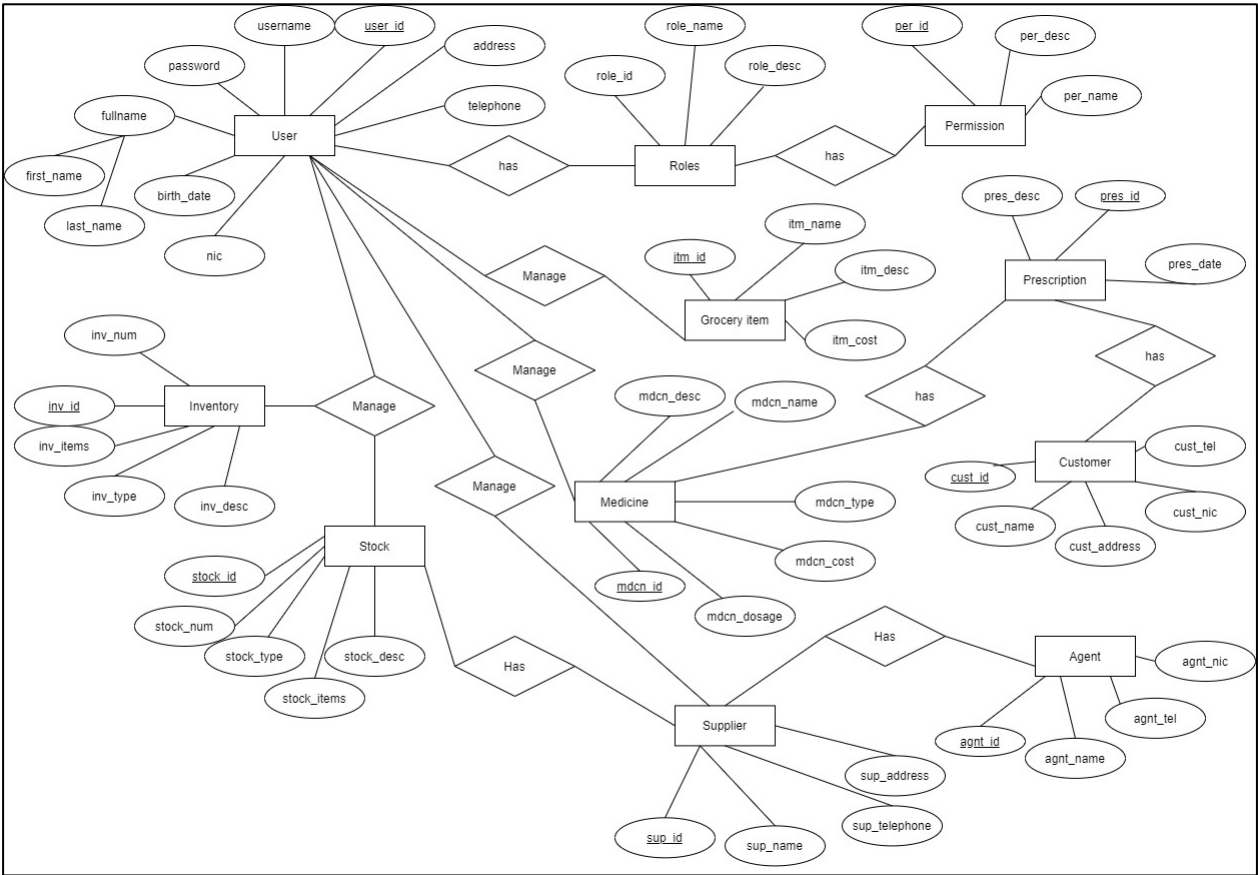 username
user_id
address
password
telephone
fullname
User
first_name
last_name
birth_date
nic
has
role_name
role_id
role_desc
Roles
has
per_id
per_desc
per_name
Permission
Manage
itm_name
itm_id
itm_desc
Grocery item
itm_cost
pres_desc
pres_id
pres_date
Prescription
has
has
inv_num
inv_id
Inventory
inv_items
inv_type
inv_desc
Manage
Manage
Manage
mdcn_desc
mdcn_name
Medicine
mdcn_type
mdcn_cost
mdcn_id
mdcn_dosage
cust_tel
Customer
cust_id
cust_nic
cust_name
cust_address
Stock
stock_id
stock_num
stock_type
stock_desc
stock_items
Has
Has
Agent
agnt_nic
agnt_tel
agnt_id
agnt_name
Supplier
sup_address
sup_telephone
sup_id
sup_name